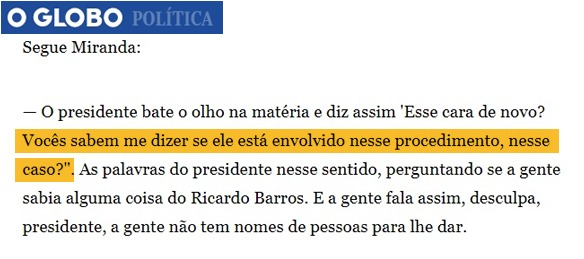 O GLOBO POLÍTICA
Segue Miranda:
— O presidente bate o olho na matéria e diz assim 'Esse cara de novo?
Vocês sabem me dizer se ele está envolvido nesse procedimento, nesse
caso?". As palavras do presidente nesse sentido, perguntando se a gente
sabia alguma coisa do Ricardo Barros. E a gente fala assim, desculpa,
presidente, a gente não tem nomes de pessoas para lhe dar.